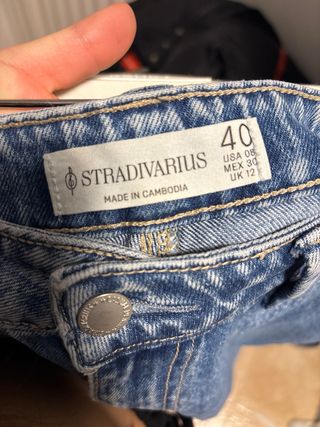 STRADIVARIUS
MADE IN CAMBODIA
40
USA 08
MEX 30
UK 12